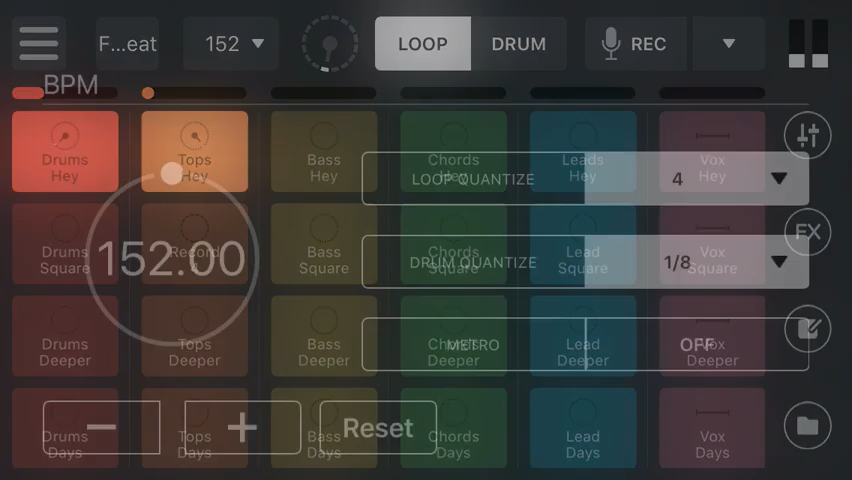 F...eat 152 LOOP DRUM REC
BPM
Drums Hey Tops Hey Bass Hey Chords Hey Leads Hey Vox Hey
LOOP QUANTIZE 4
Drums Square Record Bass Square Chords Square Lead Square Vox Square FX
152.00
DRUM QUANTIZE 1/8
Drums Deeper Tops Deeper Bass Deeper Chords Deeper Lead Deeper Vox Deeper
METRO OFF
Drums Days Tops Days Bass Days Chords Days Lead Days Vox Days
− + Reset